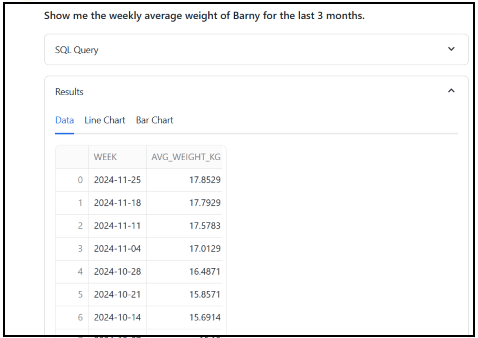 Show me the weekly average weight of Barny for the last 3 months.
SQL Query
Results
Data Line Chart Bar Chart
WEEK AVG_WEIGHT_KG
0 2024-11-25 17.8529
1 2024-11-18 17.7929
2 2024-11-11 17.5783
3 2024-11-04 17.0129
4 2024-10-28 16.4871
5 2024-10-21 15.8571
6 2024-10-14 15.6914